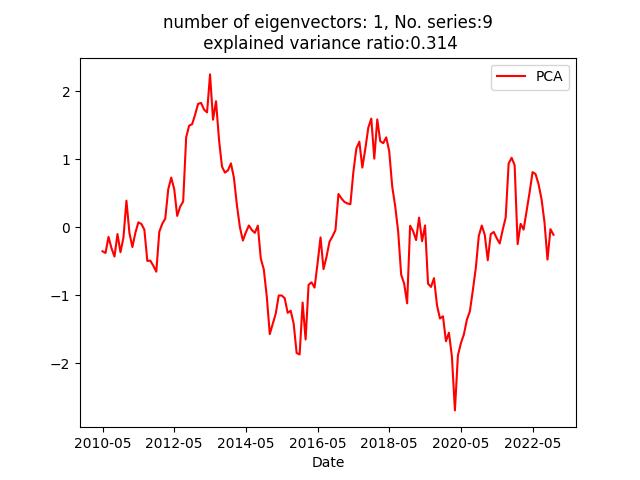 number of eigenvectors: 1, No. series:9
explained variance ratio:0.314
PCA
2
1
0
−1
−2
2010-05 2012-05 2014-05 2016-05 2018-05 2020-05 2022-05
Date